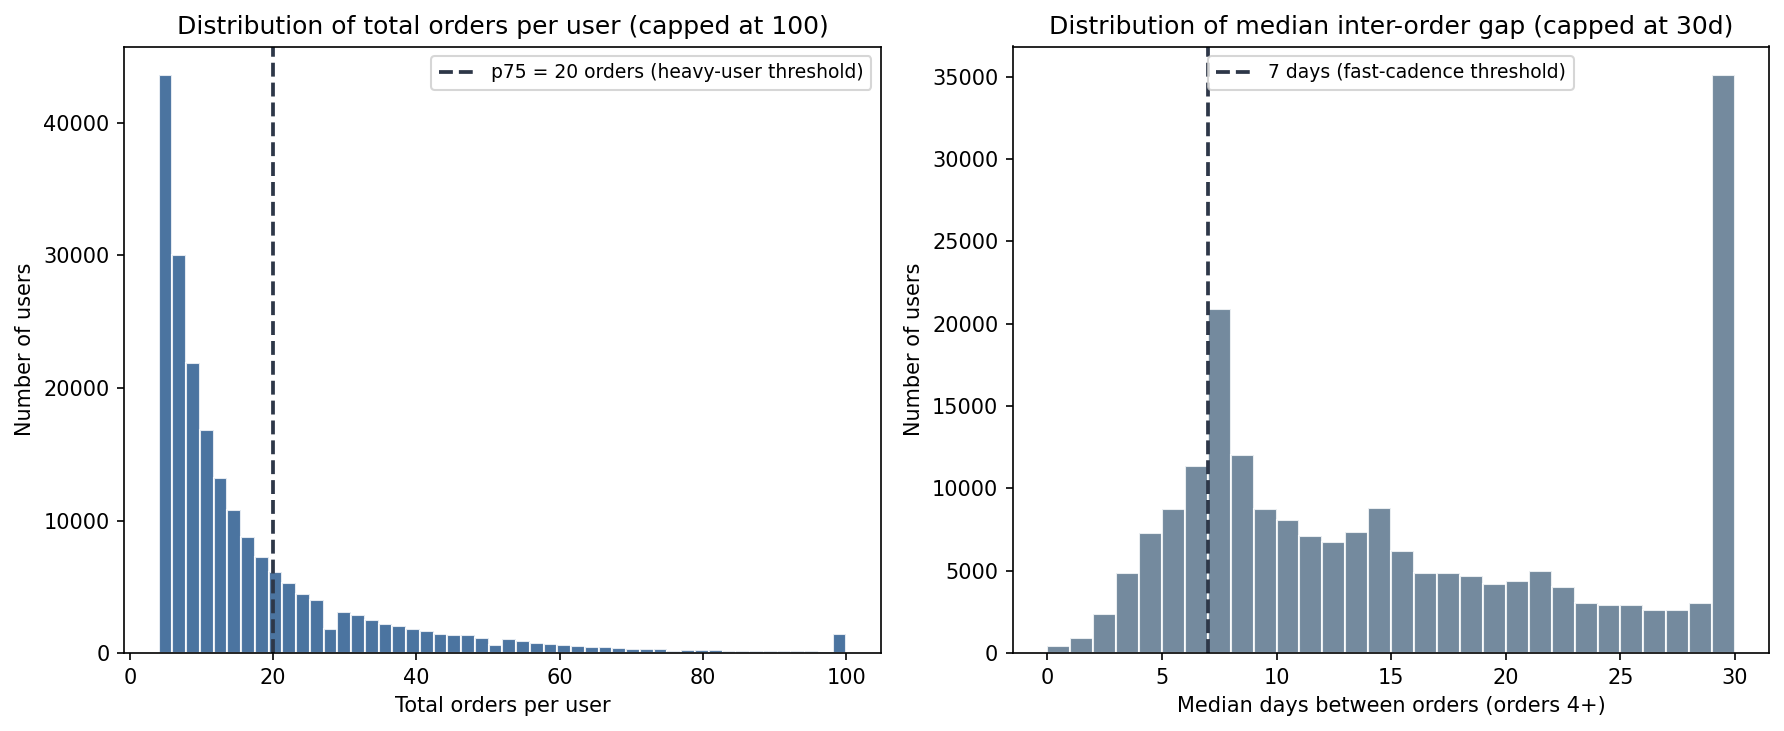 Distribution of total orders per user (capped at 100)
p75 = 20 orders (heavy-user threshold)
Number of users
40000
30000
20000
10000
0
0 20 40 60 80 100
Total orders per user
Distribution of median inter-order gap (capped at 30d)
7 days (fast-cadence threshold)
Number of users
35000
30000
25000
20000
15000
10000
5000
0
0 5 10 15 20 25 30
Median days between orders (orders 4+)